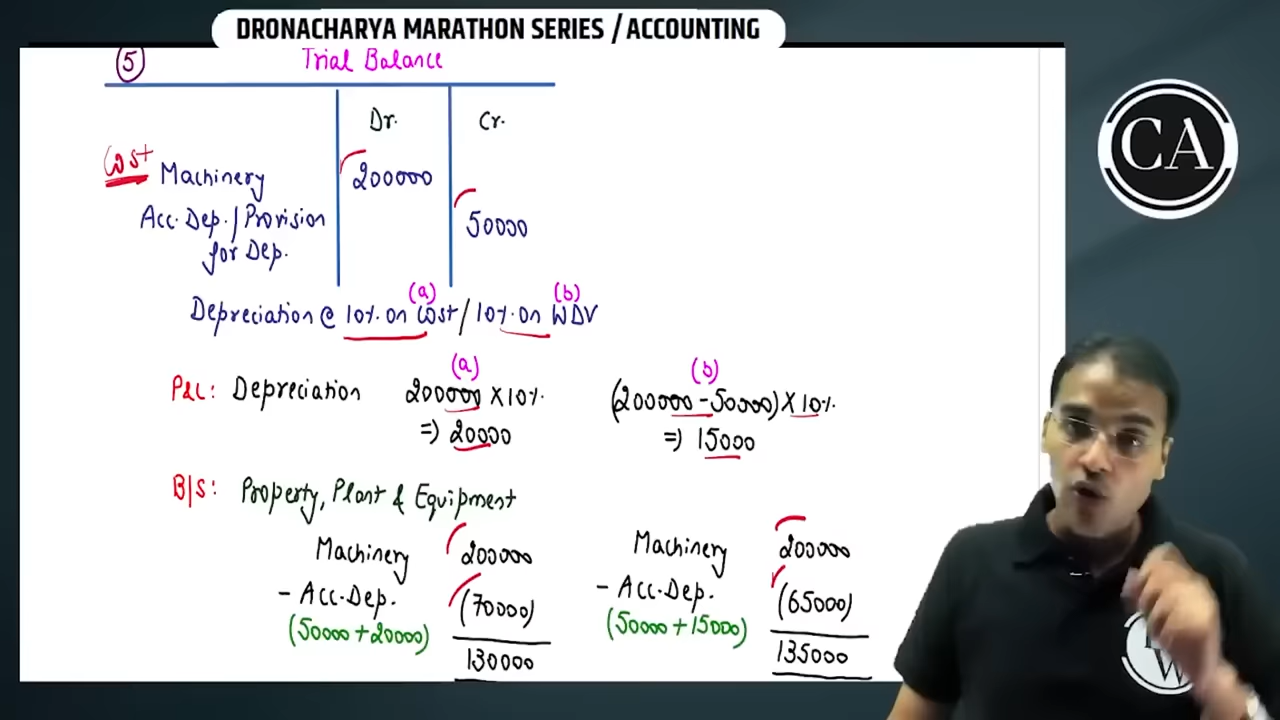 DRONACHARYA MARATHON SERIES / ACCOUNTING
CA
5
Trial Balance
Dr. Cr.
Cost Machinery 200000
Acc. Dep. / Provision for Dep. 50000
(a) (b)
Depreciation @ 10% on Cost / 10% on WDV
(a) (b)
P&L: Depreciation 200000 X 10% (200000 - 50000) X 10%
=) 20000 =) 15000
B/S: Property, Plant & Equipment
Machinery 200000 Machinery 200000
- Acc. Dep. (70000) - Acc. Dep. (65000)
(50000 + 20000) (50000 + 15000)
130000 135000
W